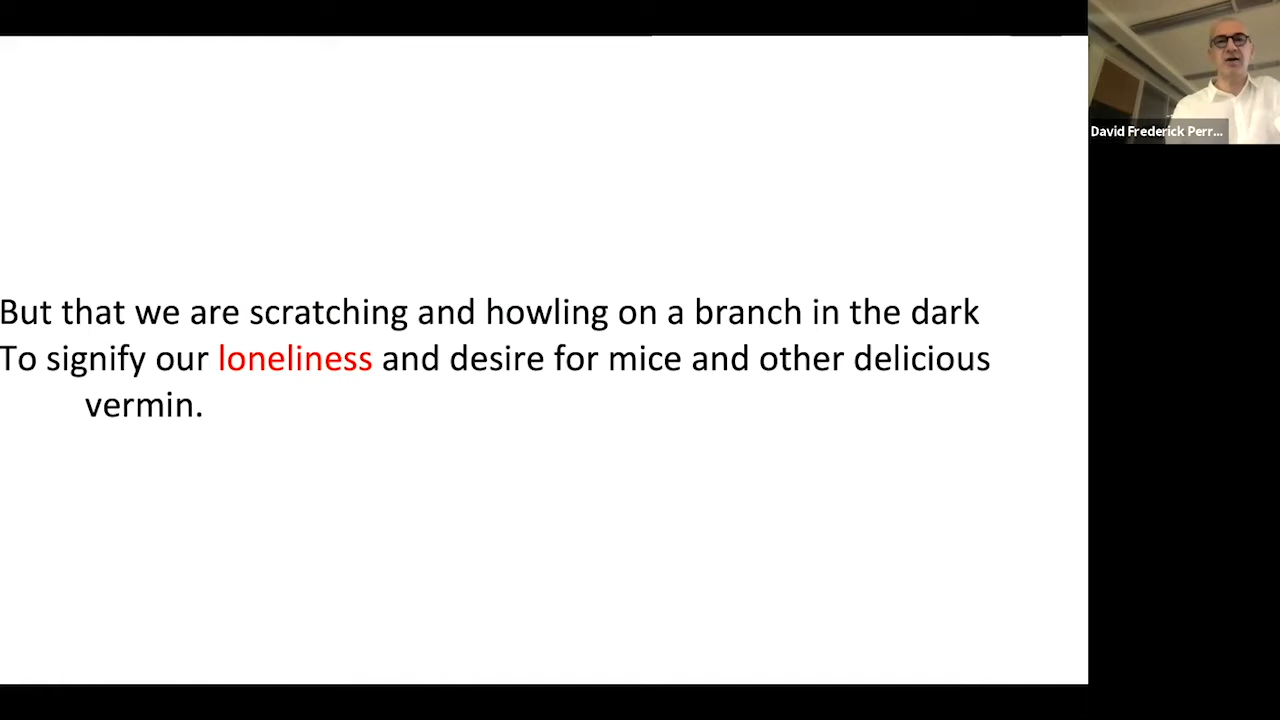 David Frederick Perr...
But that we are scratching and howling on a branch in the dark
To signify our loneliness and desire for mice and other delicious
vermin.